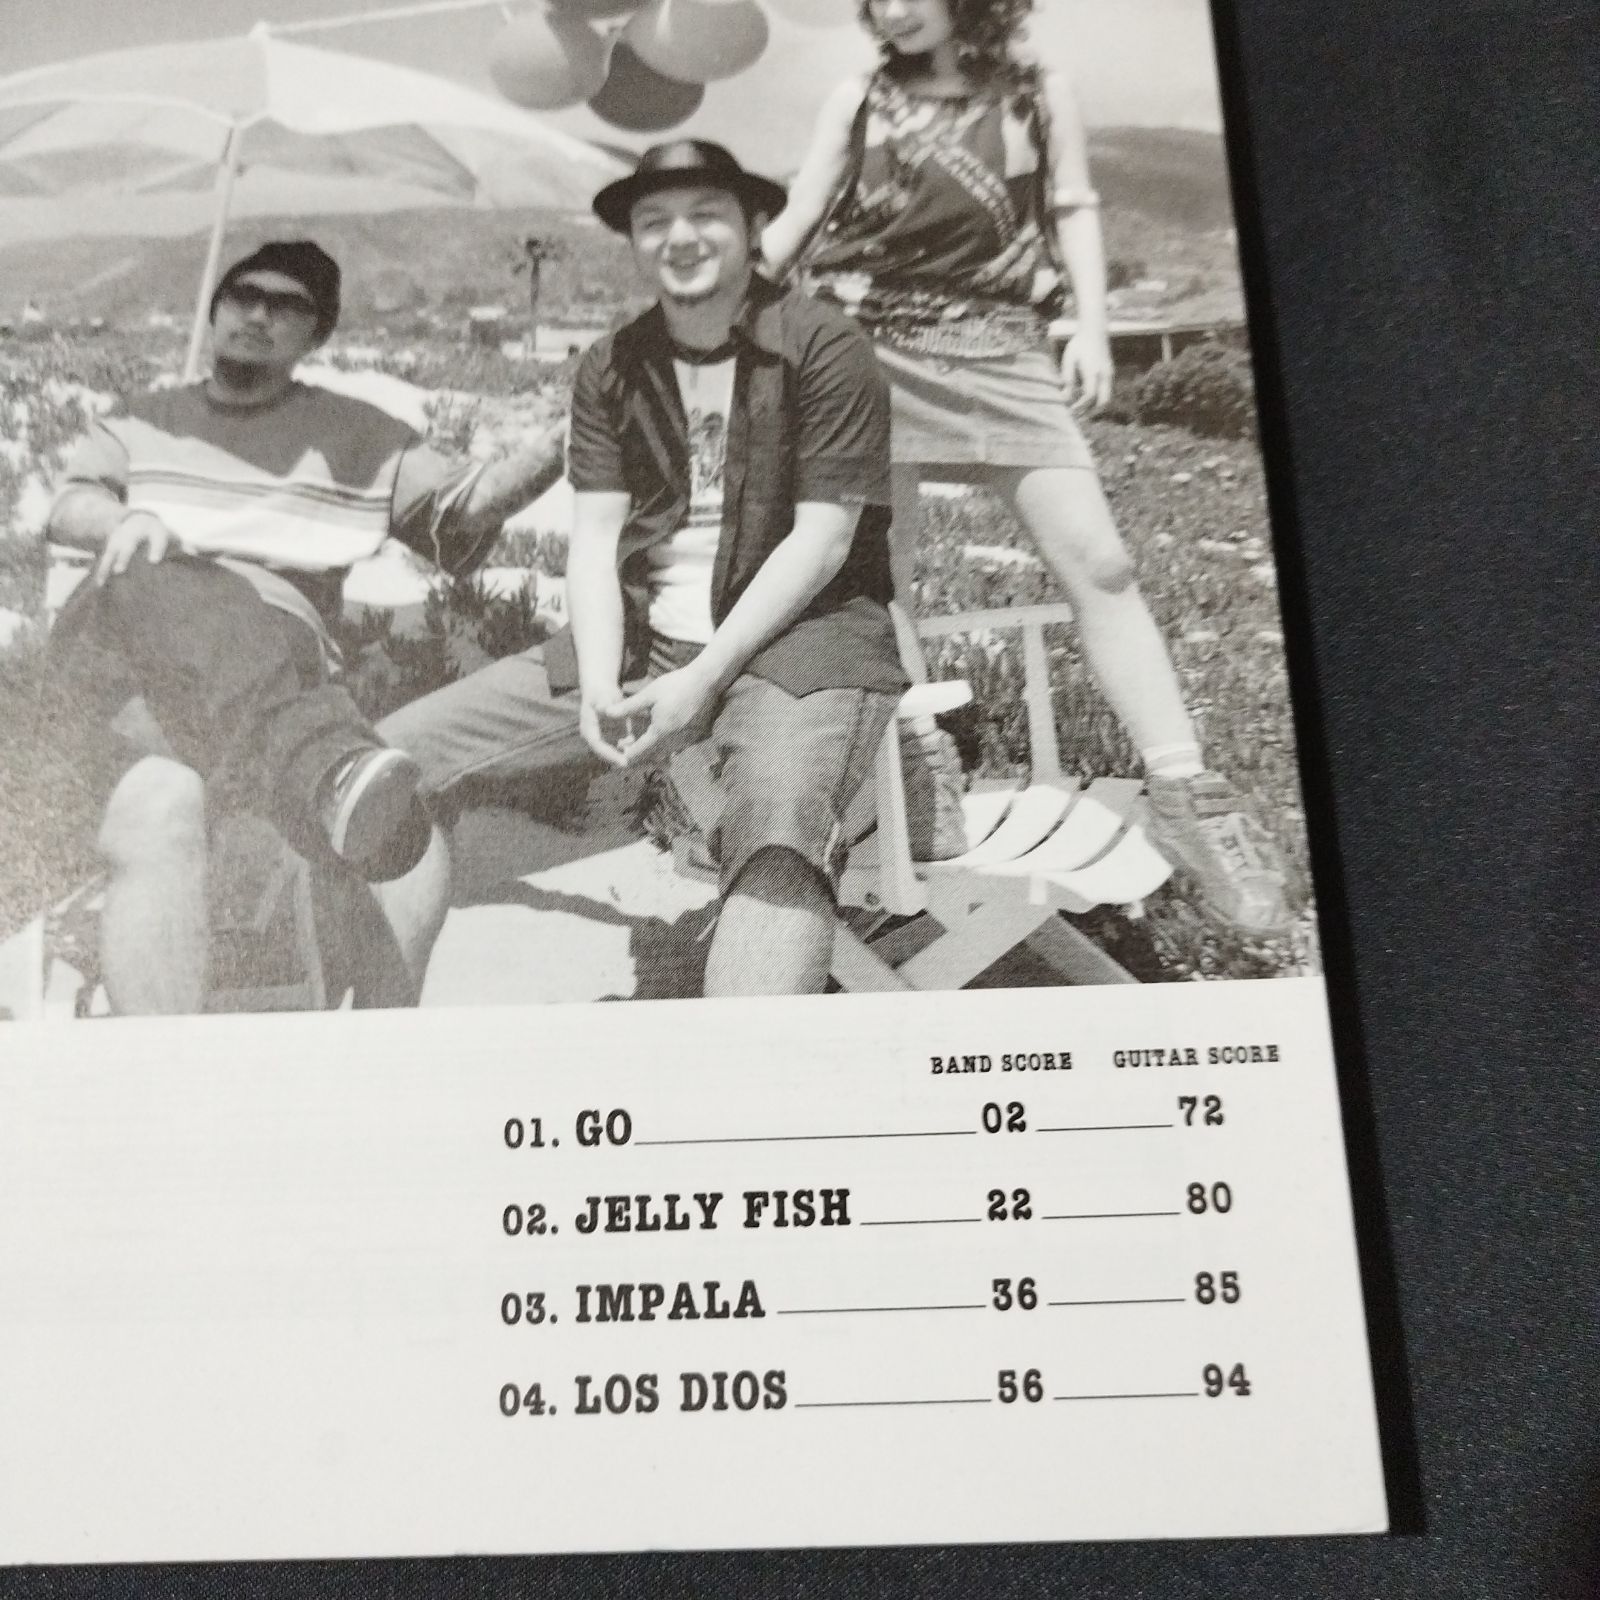 BAND SCORE GUITAR SCORE
01. GO 02 72
02. JELLY FISH 22 80
03. IMPALA 36 85
04. LOS DIOS 56 94